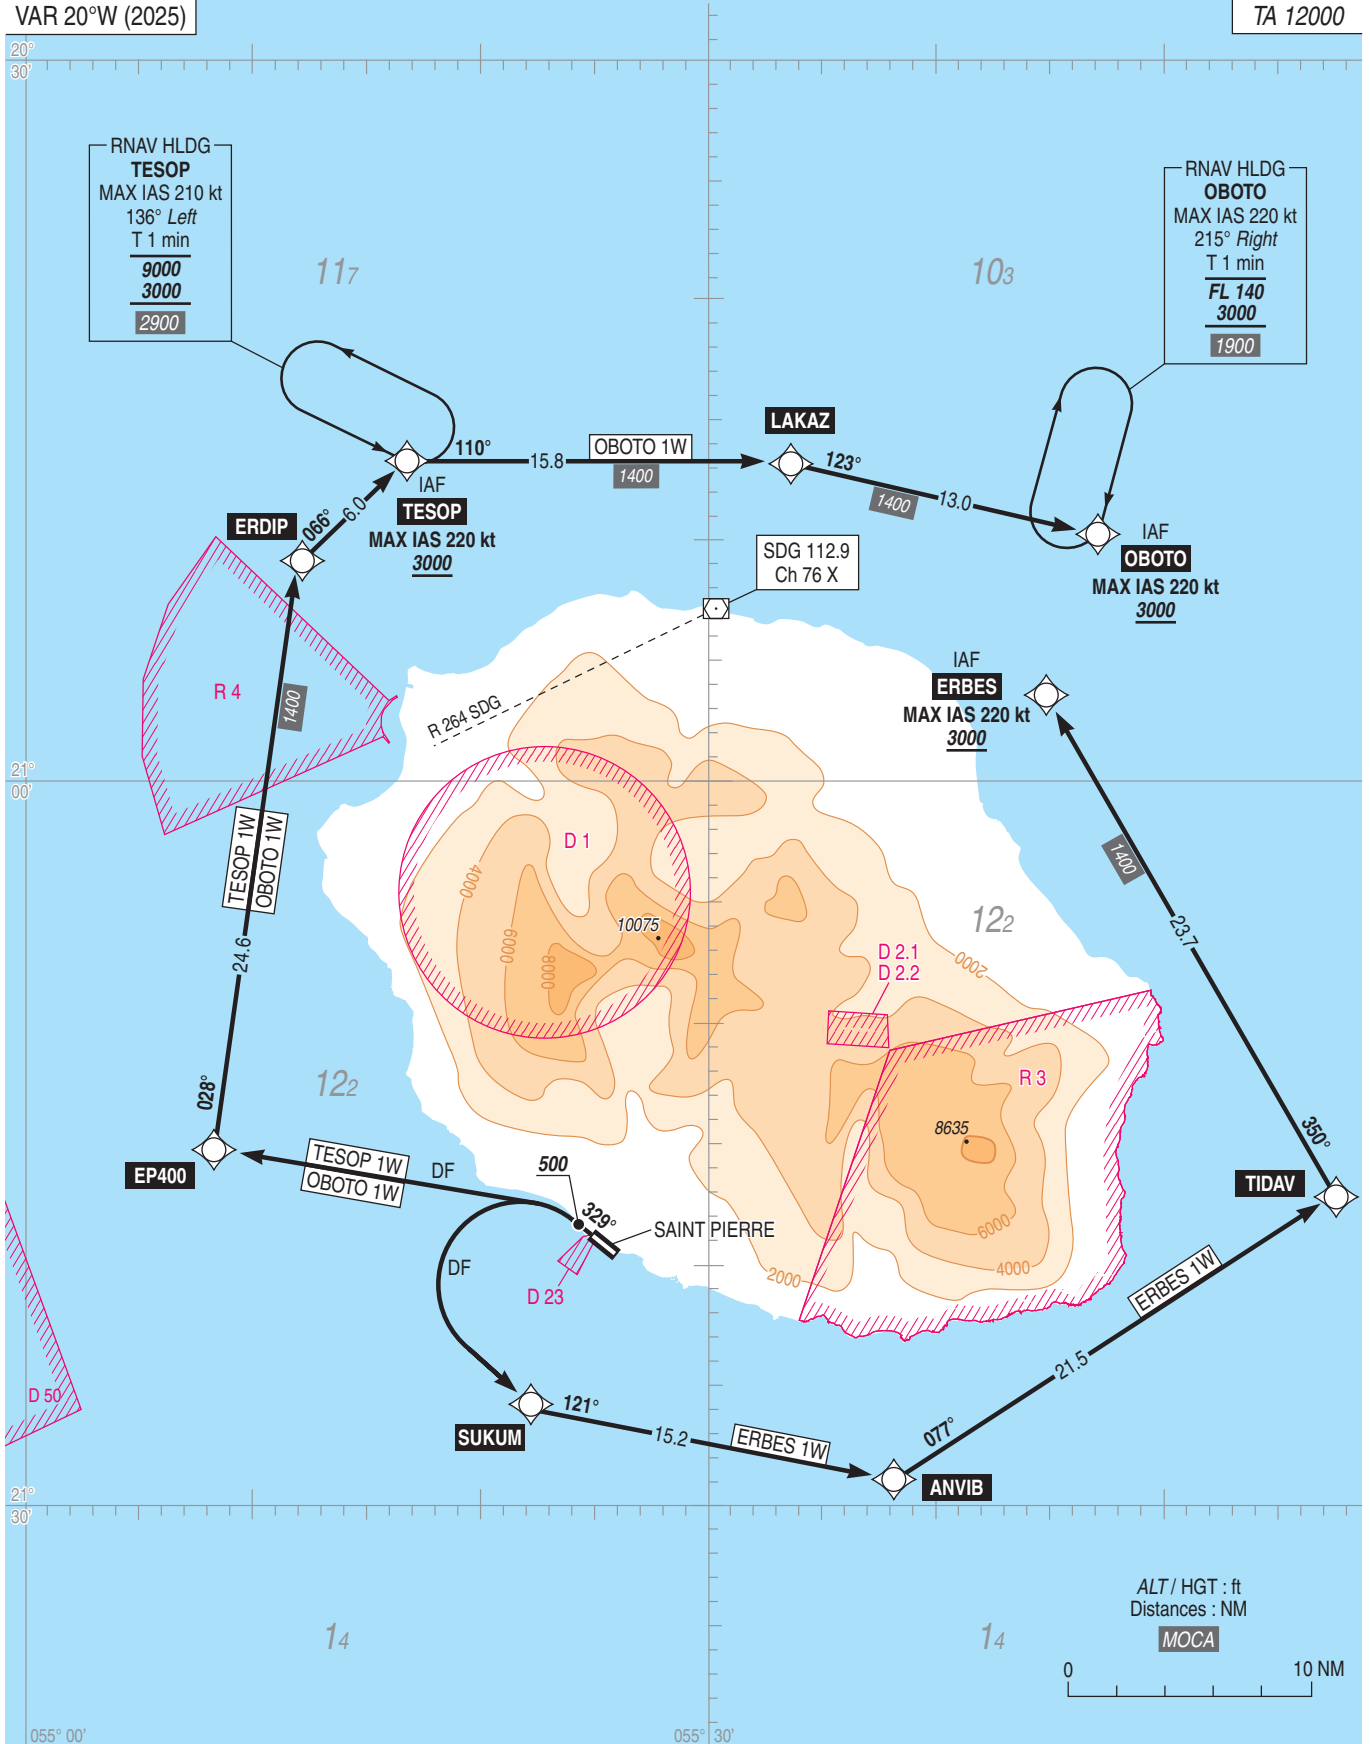 VAR 20°W (2025)
TA 12000
20°
30'
RNAV HLDG
TESOP
MAX IAS 210 kt
136° Left
T 1 min
9000
3000
2900
RNAV HLDG
OBOTO
MAX IAS 220 kt
215° Right
T 1 min
FL 140
3000
1900
117
103
LAKAZ
110°
15.8
OBOTO 1W
1400
123°
1400
13.0
IAF
TESOP
MAX IAS 220 kt
3000
ERDIP
066°
6.0
IAF
OBOTO
MAX IAS 220 kt
3000
SDG 112.9
Ch 76 X
R 264 SDG
R 4
1400
IAF
ERBES
MAX IAS 220 kt
3000
21°
00'
TESOP 1W
OBOTO 1W
D 1
4000
6000
8000
10075
1400
122
23.7
2000
D 2.1
D 2.2
24.6
R 3
122
028°
8635
350°
EP400
TESOP 1W
OBOTO 1W
DF
500
329°
SAINT PIERRE
TIDAV
6000
4000
2000
DF
D 23
ERBES 1W
21.5
D 50
SUKUM
121°
15.2
ERBES 1W
077°
ANVIB
21°
30'
ALT / HGT : ft
Distances : NM
MOCA
14
14
0
10 NM
055° 00'
055° 30'